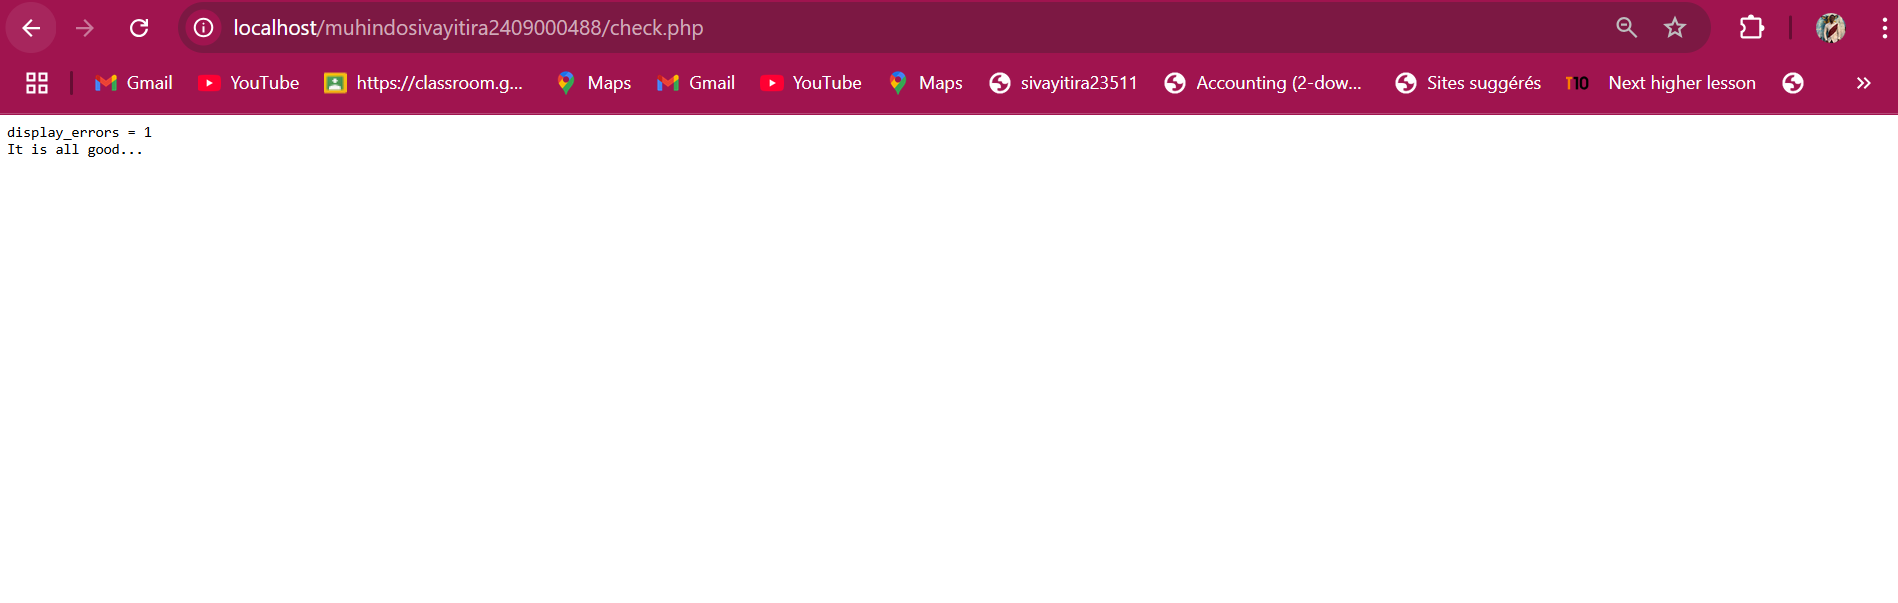 localhost/muhindosivayitira2409000488/check.php
Gmail YouTube https://classroom.g... Maps Gmail YouTube Maps sivayitira23511 Accounting (2-dow... Sites suggérés T10 Next higher lesson
display_errors = 1
It is all good...